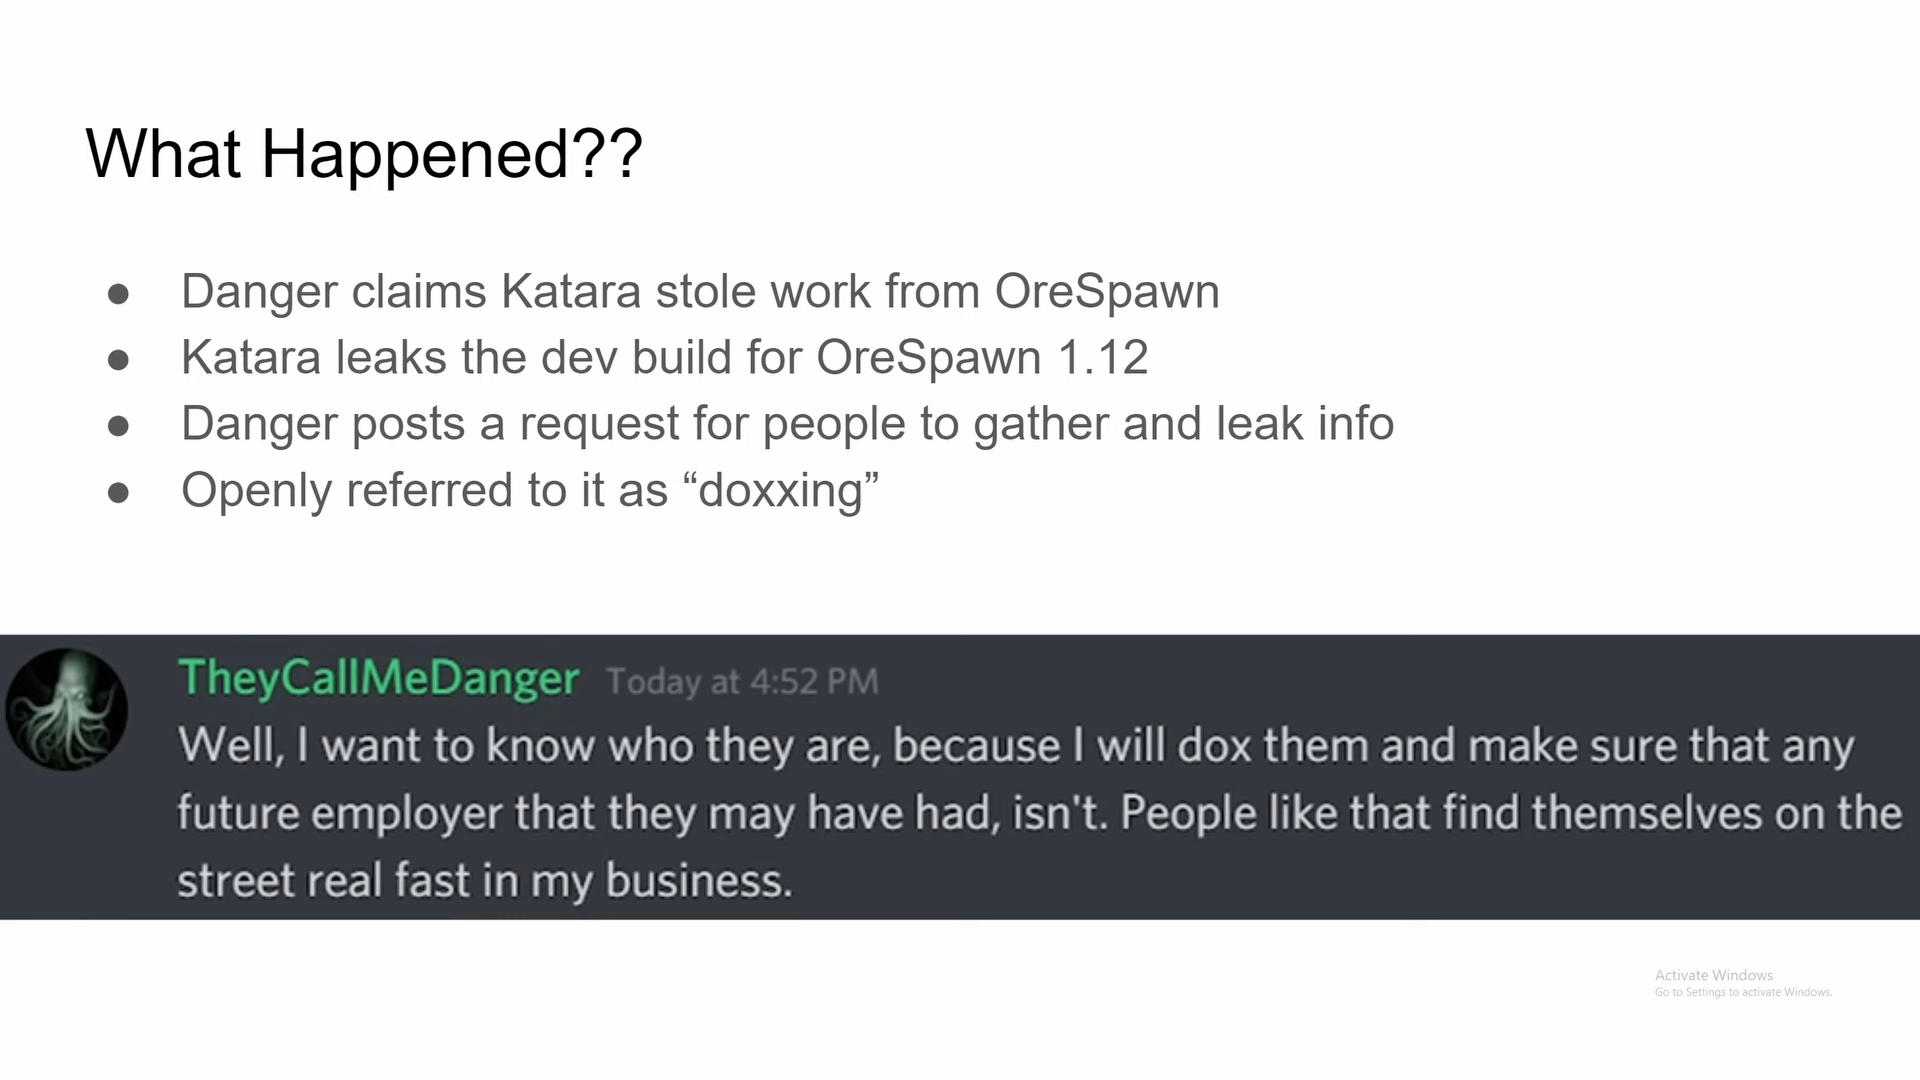 What Happened??
● Danger claims Katara stole work from OreSpawn
● Katara leaks the dev build for OreSpawn 1.12
● Danger posts a request for people to gather and leak info
● Openly referred to it as “doxxing”
TheyCallMeDanger Today at 4:52 PM
Well, I want to know who they are, because I will dox them and make sure that any
future employer that they may have had, isn't. People like that find themselves on the
street real fast in my business.
Activate Windows
Go to Settings to activate Windows.